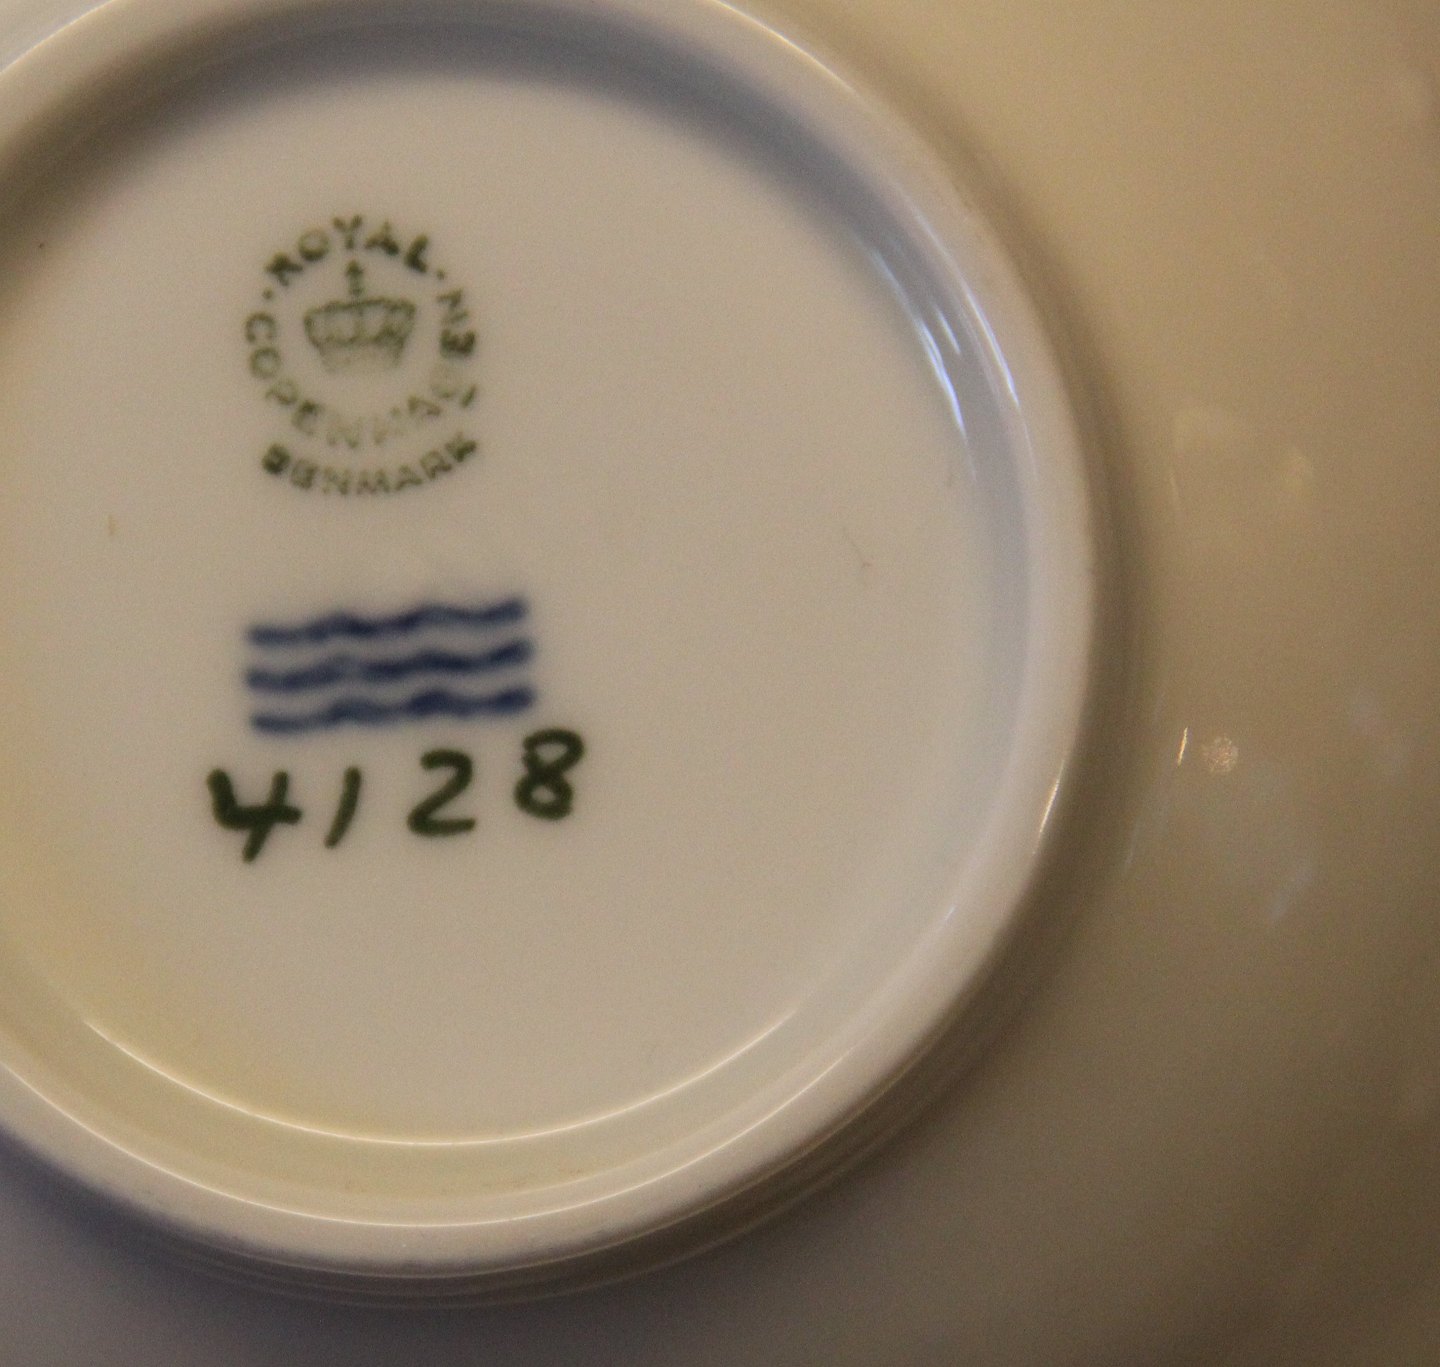 ROYAL
COPENHAGEN
DENMARK
4128